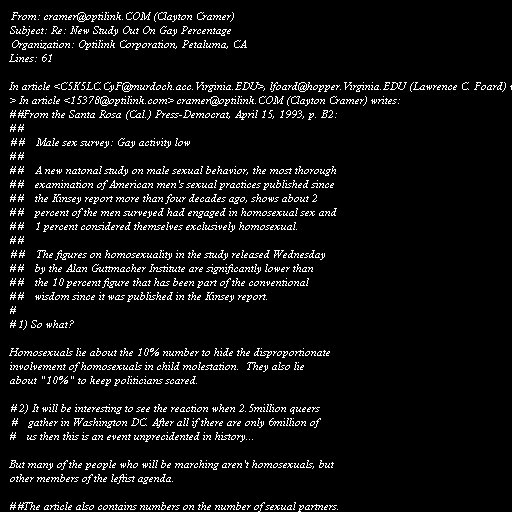 From: cramer@optilink.COM (Clayton Cramer)
Subject: Re: New Study Out On Gay Percentage
Organization: Optilink Corporation, Petaluma, CA
Lines: 61

In article <C5K5LC.CyF@murdoch.acc.Virginia.EDU>, lfoard@hopper.Virginia.EDU (Lawrence C. Foard) w
> In article <15378@optilink.com> cramer@optilink.COM (Clayton Cramer) writes:
##From the Santa Rosa (Cal.) Press-Democrat, April 15, 1993, p. B2:
##
##   Male sex survey: Gay activity low
##
##   A new natonal study on male sexual behavior, the most thorough
##   examination of American men's sexual practices published since
##   the Kinsey report more than four decades ago, shows about 2
##   percent of the men surveyed had engaged in homosexual sex and
##   1 percent considered themselves exclusively homosexual.
##
##   The figures on homosexuality in the study released Wednesday
##   by the Alan Guttmacher Institute are significantly lower than
##   the 10 percent figure that has been part of the conventional
##   wisdom since it was published in the Kinsey report.
#
# 1) So what?

Homosexuals lie about the 10% number to hide the disproportionate
involvement of homosexuals in child molestation.  They also lie
about "10%" to keep politicians scared.

# 2) It will be interesting to see the reaction when 2.5million queers
#   gather in Washington DC. After all if there are only 6million of
#   us then this is an event unprecidented in history...

But many of the people who will be marching aren't homosexuals, but
other members of the leftist agenda.

##The article also contains numbers on the number of sexual partners.